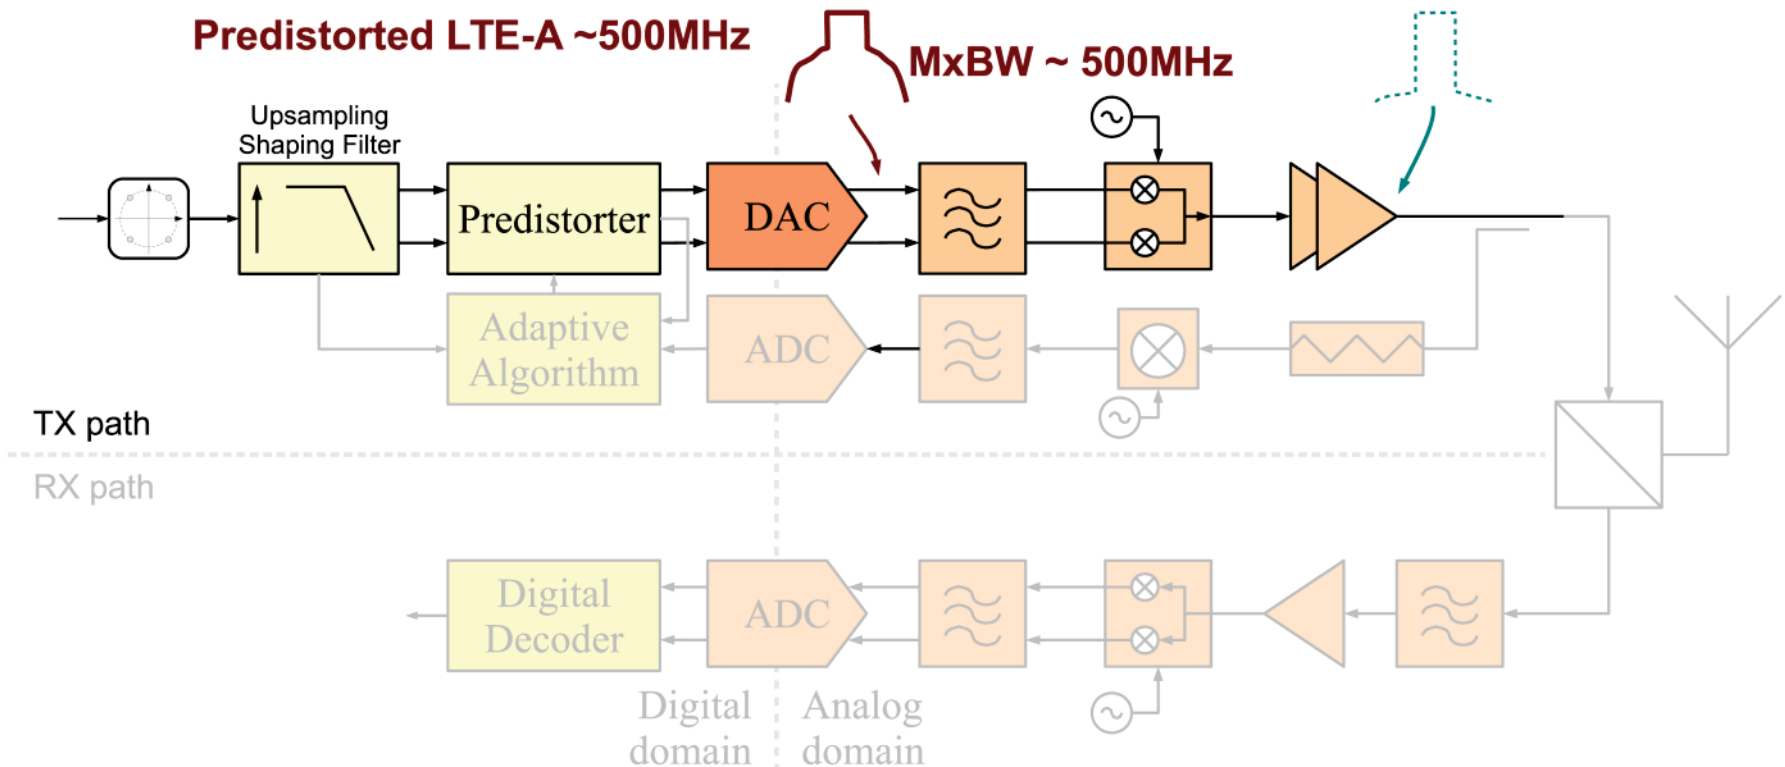 Predistorted LTE-A ~500MHz
MxBW ~ 500MHz
Upsampling
Shaping Filter
Predistorter
DAC
Adaptive
Algorithm
ADC
TX path
RX path
Digital
Decoder
ADC
Digital
domain
Analog
domain